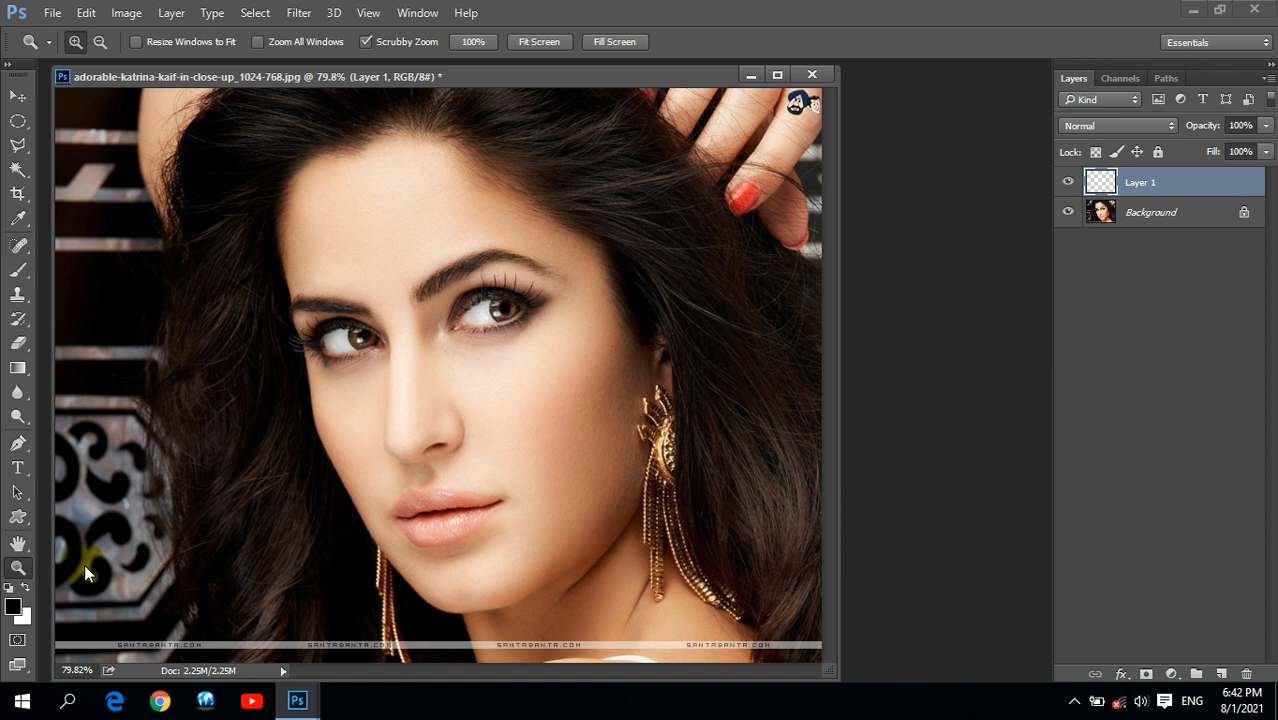 Ps File Edit Image Layer Type Select Filter 3D View Window Help
Resize Windows to Fit Zoom All Windows Scrubby Zoom 100% Fit Screen Fill Screen Essentials
Ps adorable-katrina-kaif-in-close-up_1024-768.jpg @ 79.8% (Layer 1, RGB/8#) *
Layers Channels Paths
Kind
Normal Opacity: 100%
Lock: Fill: 100%
Layer 1
Background
SANTABANTA.COM SANTABANTA.COM SANTABANTA.COM SANTABANTA.COM
79.82% Doc: 2.25M/2.25M
Ps ENG 6:42 PM
8/1/2021